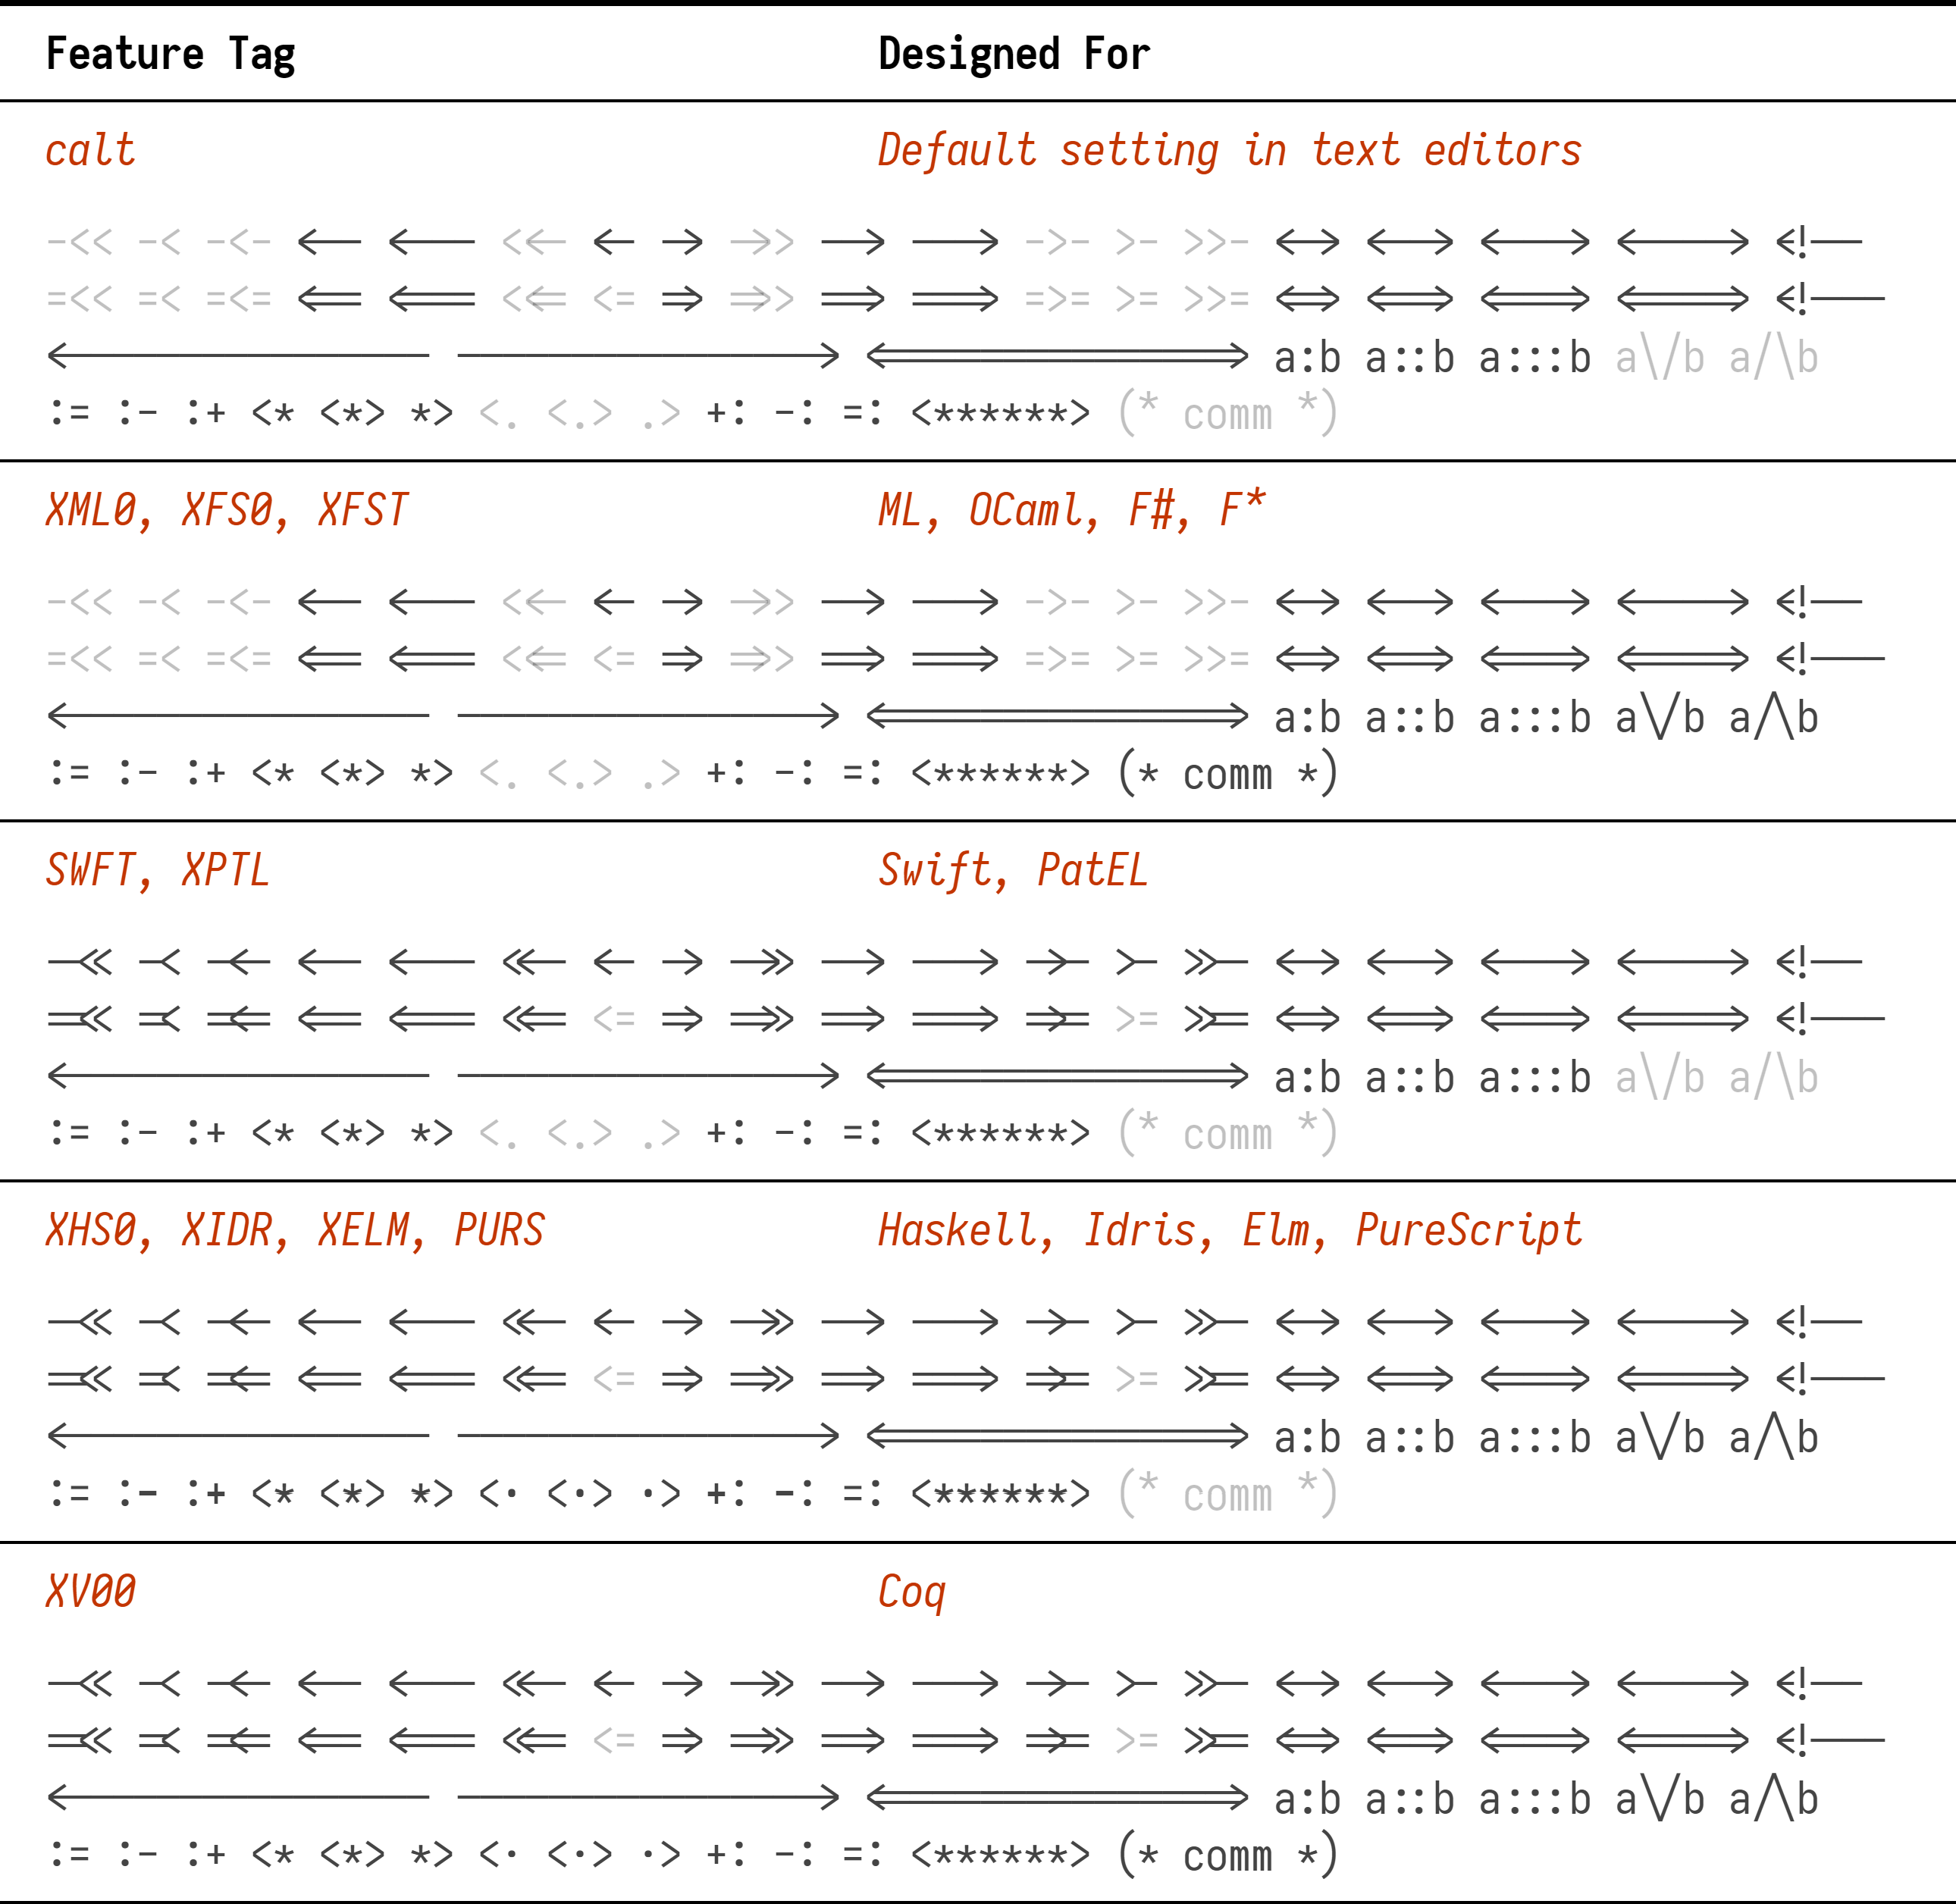 Feature Tag Designed For
calt Default setting in text editors
-<< -< -<- <-- <--- <<- <- -> ->> --> ---> ->- >- >>- <-> <--> <---> <----> <!--
=<< =< =<= <== <=== <<= <= => =>> ==> ===> =>= >= >>= <=> <==> <===> <====> <!---
<---------------- ----------------> <===============> a:b a::b a:::b a\/b a/\b
:= :- :+ <* <*> *> <. <.> .> +: -: =: <******> (* comm *)
XML0, XFS0, XFST ML, OCaml, F#, F*
-<< -< -<- <-- <--- <<- <- -> ->> --> ---> ->- >- >>- <-> <--> <---> <----> <!--
=<< =< =<= <== <=== <<= <= => =>> ==> ===> =>= >= >>= <=> <==> <===> <====> <!---
<---------------- ----------------> <===============> a:b a::b a:::b a\/b a/\b
:= :- :+ <* <*> *> <. <.> .> +: -: =: <******> (* comm *)
SWFT, XPTL Swift, PatEL
-<< -< -<- <-- <--- <<- <- -> ->> --> ---> ->- >- >>- <-> <--> <---> <----> <!--
=<< =< =<= <== <=== <<= <= => =>> ==> ===> =>= >= >>= <=> <==> <===> <====> <!---
<---------------- ----------------> <===============> a:b a::b a:::b a\/b a/\b
:= :- :+ <* <*> *> <. <.> .> +: -: =: <******> (* comm *)
XHS0, XIDR, XELM, PURS Haskell, Idris, Elm, PureScript
-<< -< -<- <-- <--- <<- <- -> ->> --> ---> ->- >- >>- <-> <--> <---> <----> <!--
=<< =< =<= <== <=== <<= <= => =>> ==> ===> =>= >= >>= <=> <==> <===> <====> <!---
<---------------- ----------------> <===============> a:b a::b a:::b a\/b a/\b
:= :- :+ <* <*> *> <· <·> ·> +: -: =: <******> (* comm *)
XV00 Coq
-<< -< -<- <-- <--- <<- <- -> ->> --> ---> ->- >- >>- <-> <--> <---> <----> <!--
=<< =< =<= <== <=== <<= <= => =>> ==> ===> =>= >= >>= <=> <==> <===> <====> <!---
<---------------- ----------------> <===============> a:b a::b a:::b a\/b a/\b
:= :- :+ <* <*> *> <· <·> ·> +: -: =: <******> (* comm *)